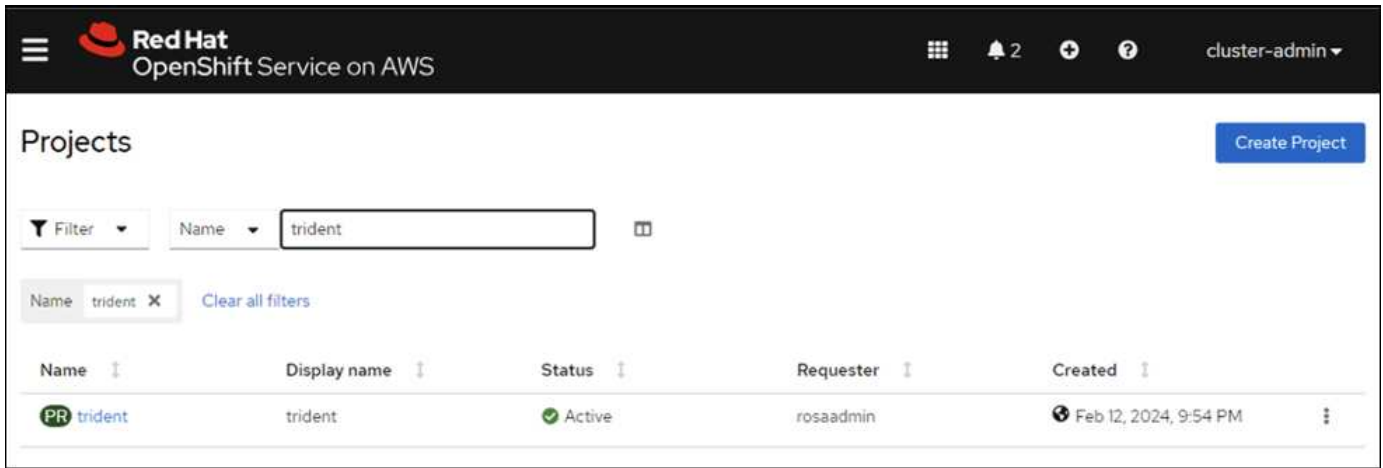 Red Hat
OpenShift Service on AWS
2
cluster-admin
Projects
Create Project
Filter Name trident
Name trident Clear all filters
Name Display name Status Requester Created
PR trident trident Active rosaadmin Feb 12, 2024, 9:54 PM